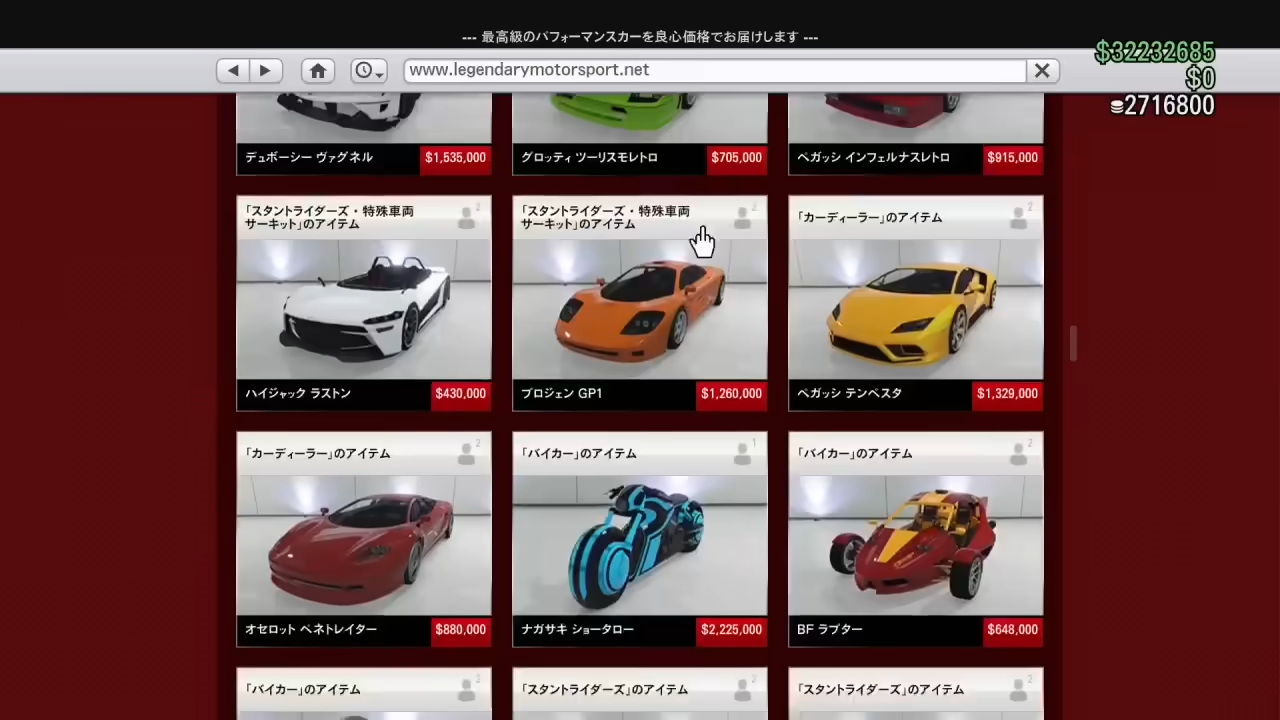 --- 最高級のパフォーマンスカーを良心価格でお届けします ---
www.legendarymotorsport.net
$32232685
$0
2716800
デュボーシー ヴァグネル
$1,535,000
グロッティ ツーリスモレトロ
$705,000
ペガッシ インフェルナスレトロ
$915,000
「スタントライダーズ・特殊車両
サーキット」のアイテム
2
「スタントライダーズ・特殊車両
サーキット」のアイテム
2
「カーディーラー」のアイテム
2
ハイジャック ラストン
$430,000
プロジェン GP1
$1,260,000
ペガッシ テンペスタ
$1,329,000
「カーディーラー」のアイテム
2
「バイカー」のアイテム
1
「バイカー」のアイテム
2
オセロット ペネトレイター
$880,000
ナガサキ ショータロー
$2,225,000
BF ラプター
$648,000
「バイカー」のアイテム
2
「スタントライダーズ」のアイテム
2
「スタントライダーズ」のアイテム
2